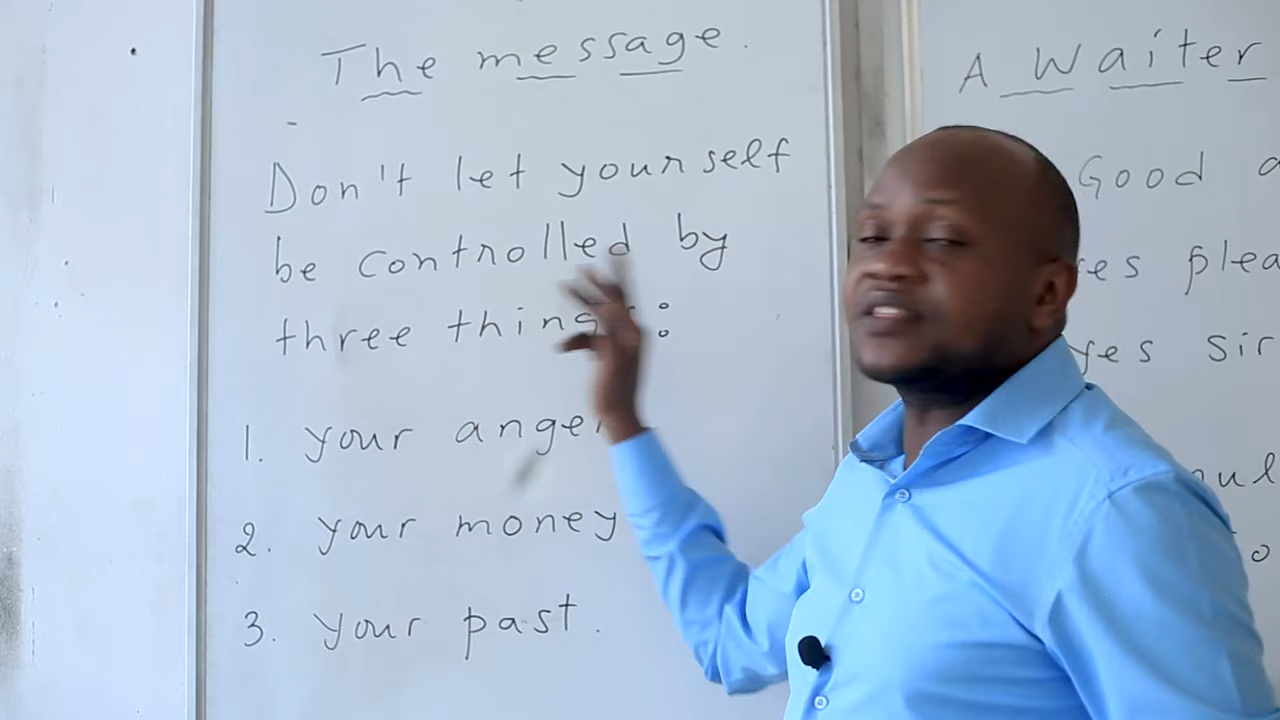 The message.
Don't let yourself
be controlled by
three things:
1. your anger
2. your money
3. your past.
A Waiter
Good
plea
yes sir